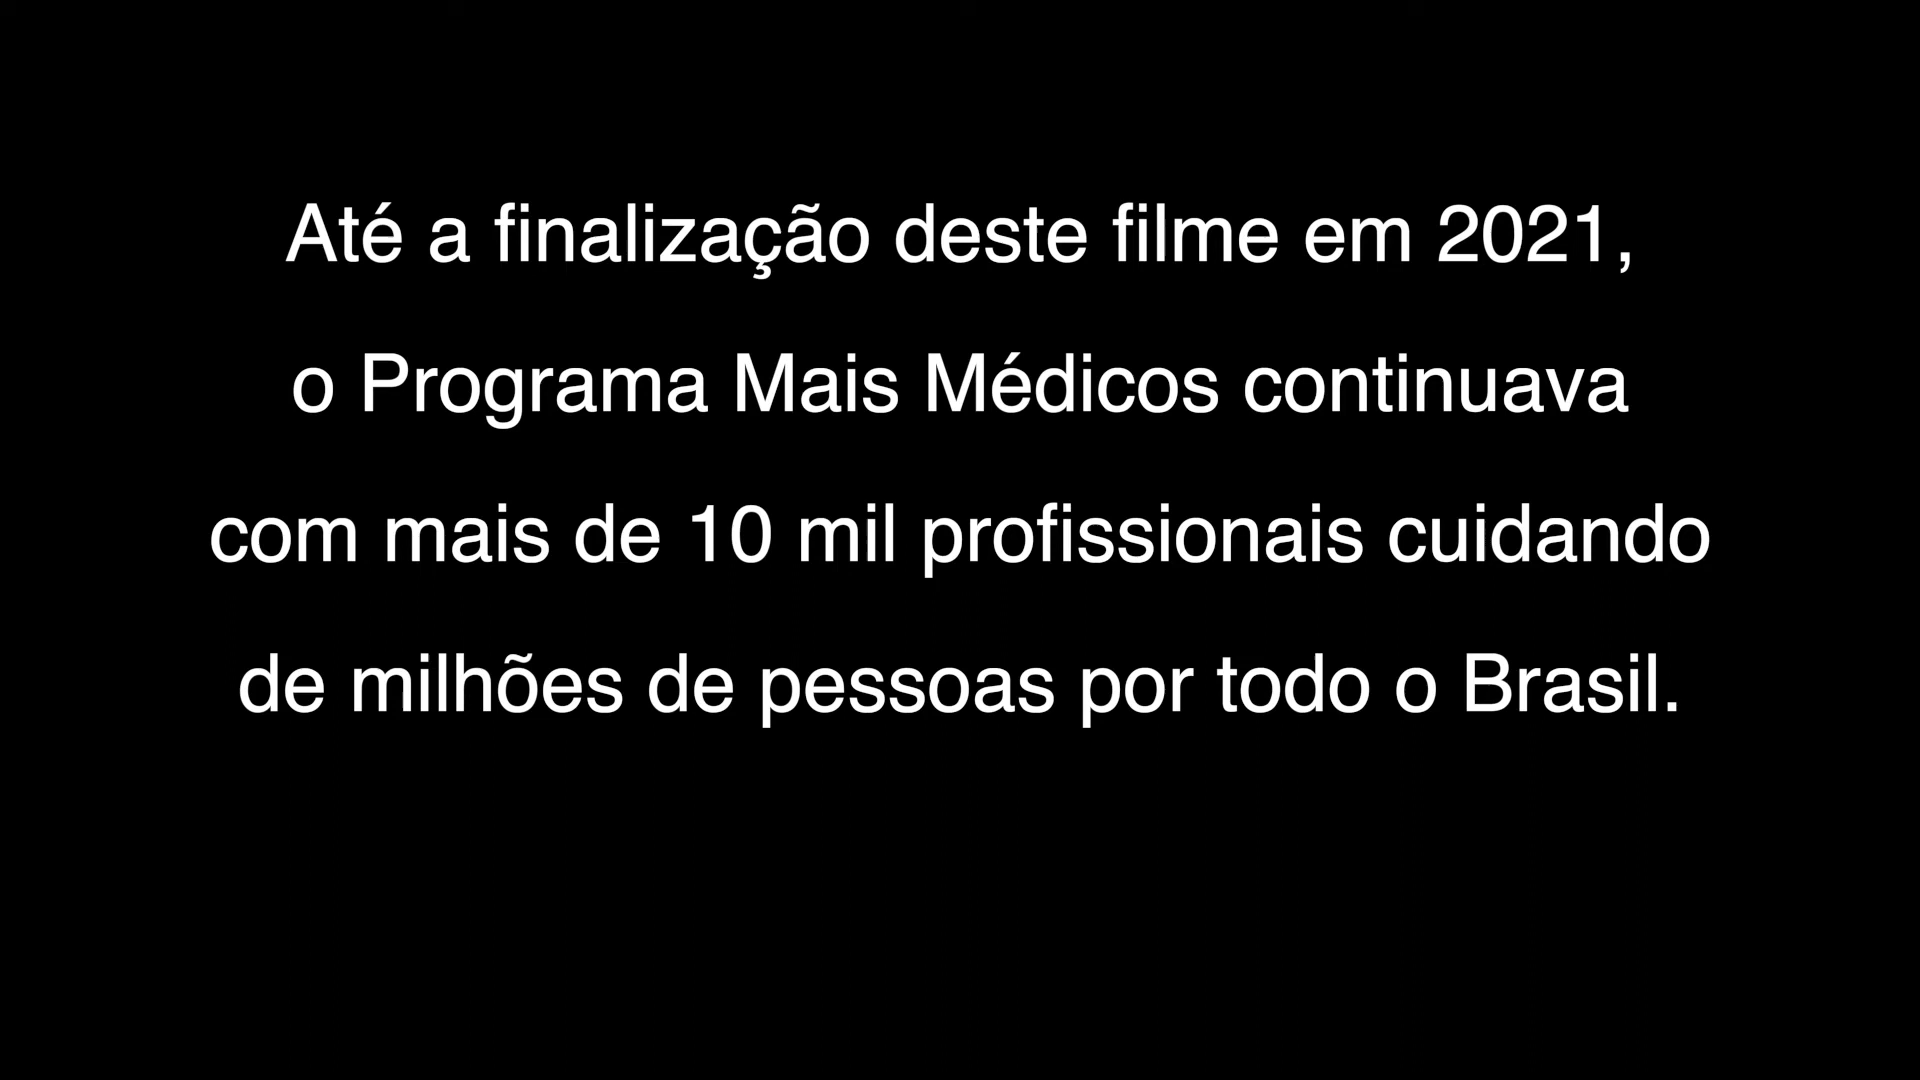 Até a finalização deste filme em 2021,
o Programa Mais Médicos continuava
com mais de 10 mil profissionais cuidando
de milhões de pessoas por todo o Brasil.